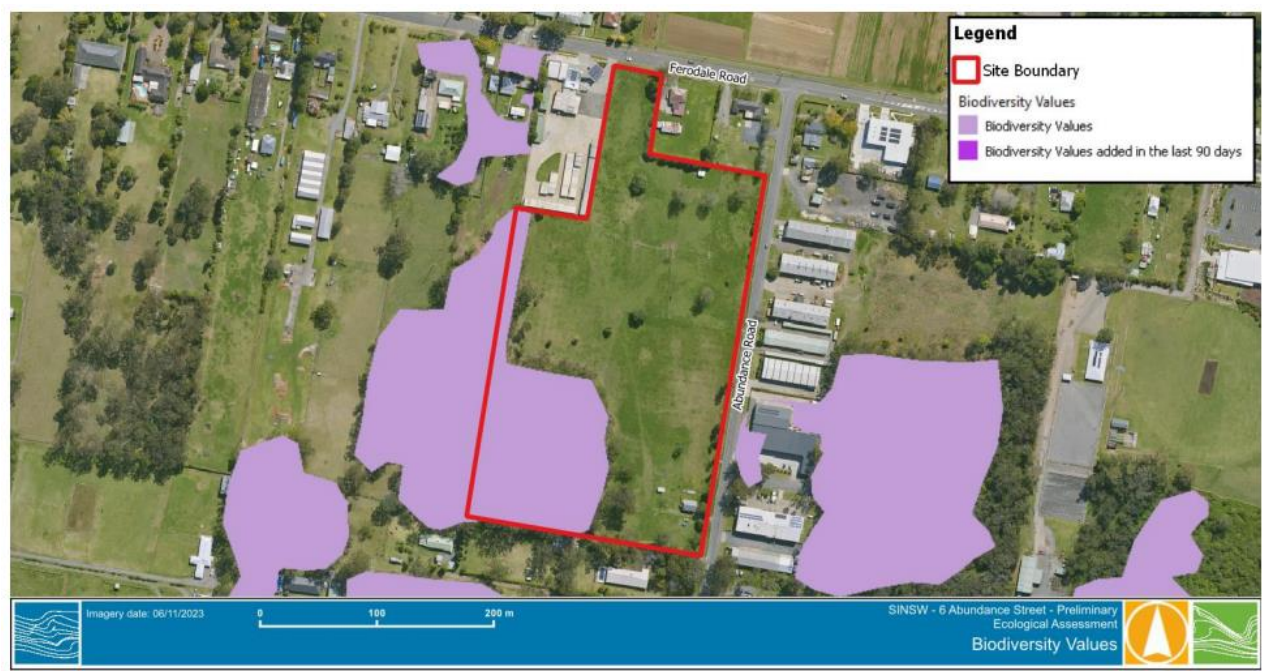 Legend
Site Boundary
Biodiversity Values
Biodiversity Values
Biodiversity Values added in the last 90 days
Ferodale Road
Abundance Road
Imagery date: 06/11/2023
0 100 200 m
SINSW - 6 Abundance Street - Preliminary
Ecological Assessment
Biodiversity Values